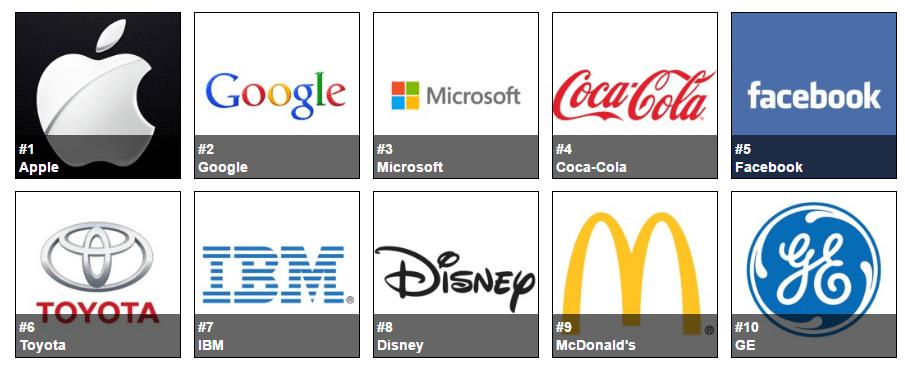 Google
Microsoft
Coca-Cola
facebook
#1
Apple
#2
Google
#3
Microsoft
#4
Coca-Cola
#5
Facebook
TOYOTA
IBM®
Disney
®
GE
#6
Toyota
#7
IBM
#8
Disney
#9
McDonald's
#10
GE